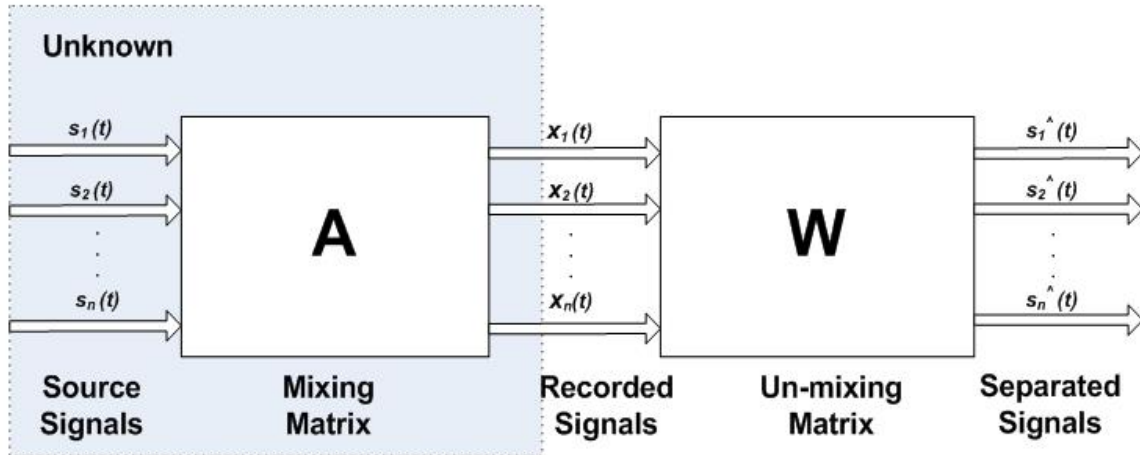 Unknown
s1(t) x1(t) s1^(t)
s2(t) x2(t) s2^(t)
A W
. . .
. . .
. . .
sn(t) xn(t) sn^(t)
Source Mixing Recorded Un-mixing Separated
Signals Matrix Signals Matrix Signals